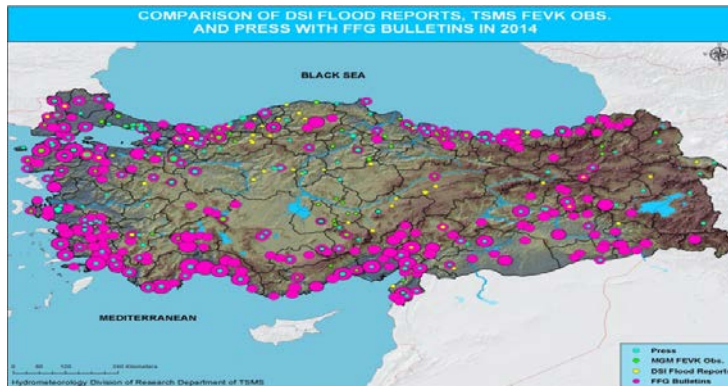 COMPARISON OF DSI FLOOD REPORTS, TSMS FEVK OBS.
AND PRESS WITH FFG BULLETINS IN 2014
BLACK SEA
MEDITERRANEAN
Press
MGM FEVK Obs.
DSI Flood Report
FFG Bulletins
Hydrometeorology Division of Research Department of TSMS